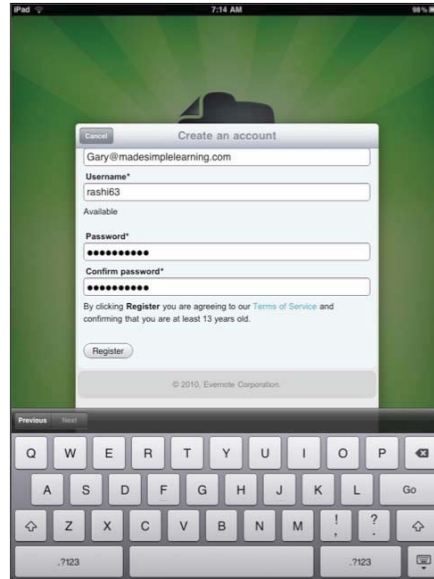 iPad 7:14 AM 98%
Cancel Create an account
Gary@madesimplelearning.com
Username*
rashi63
Available
Password*
••••••••••
Confirm password*
••••••••••
By clicking Register you are agreeing to our Terms of Service and
confirming that you are at least 13 years old.
Register
© 2010, Evernote Corporation.
Previous Next
Q W E R T Y U I O P
A S D F G H J K L Go
Z X C V B N M ! , ? .
.?123 .?123